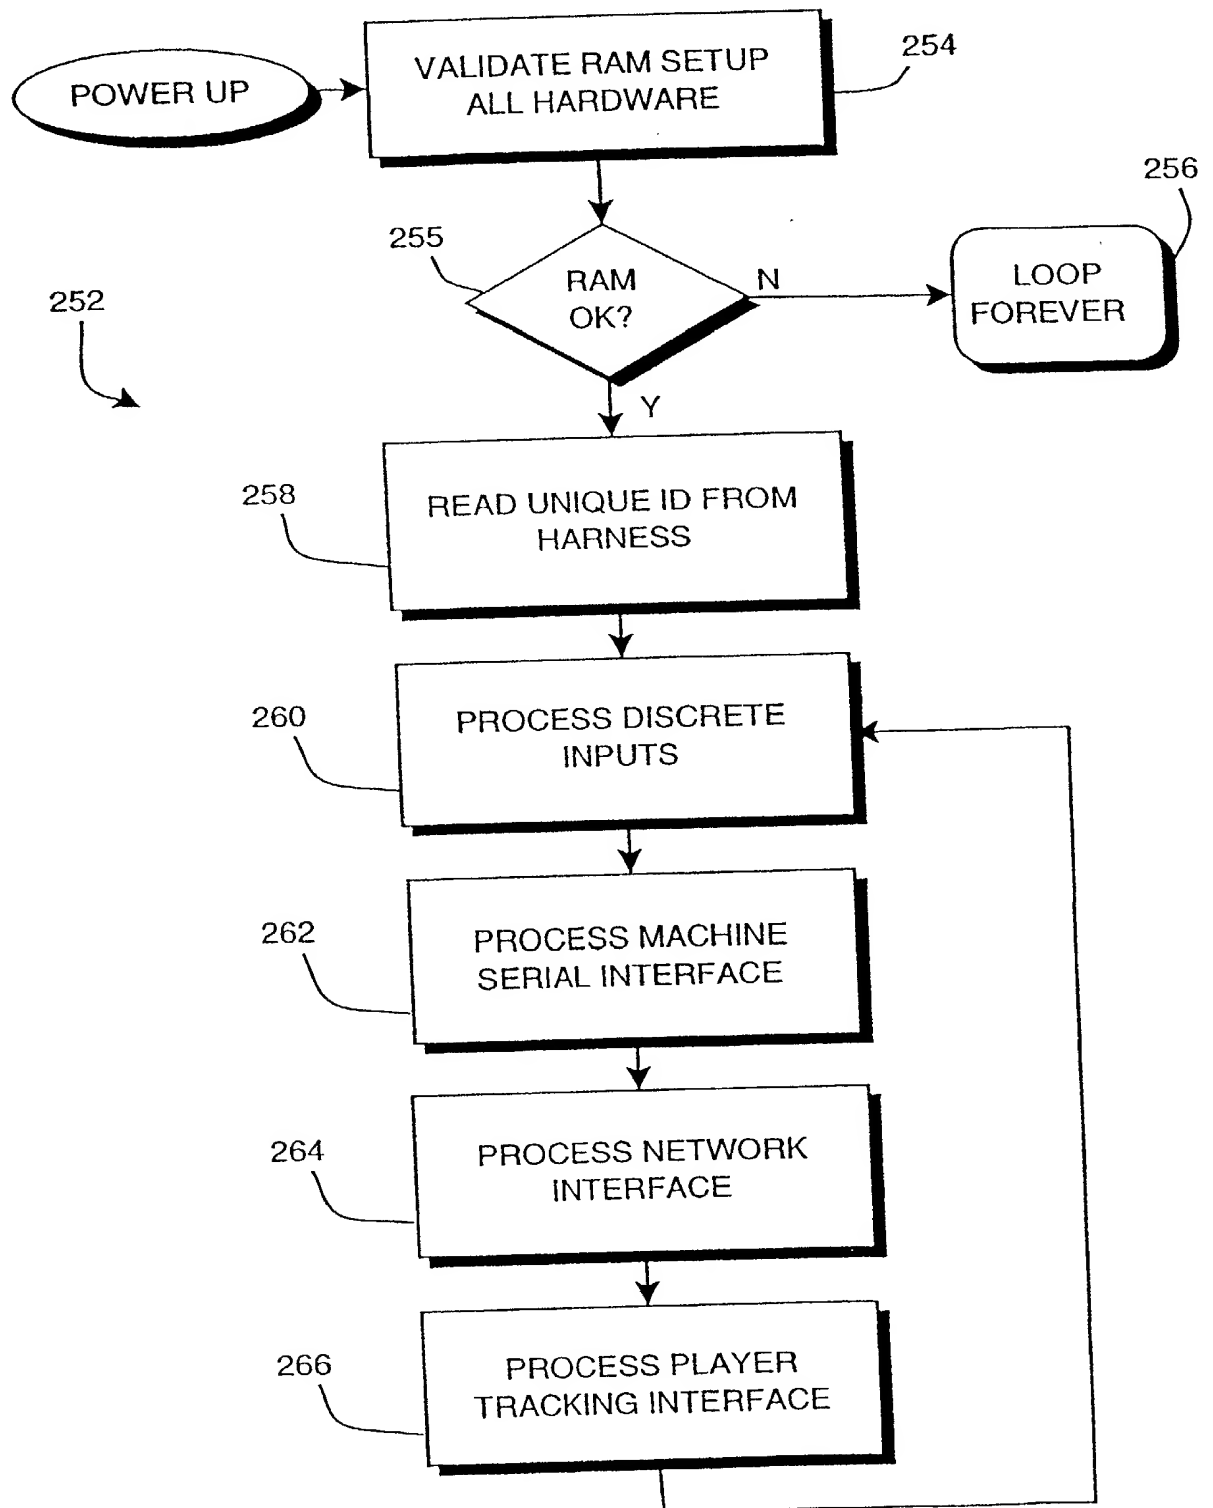 POWER UP
VALIDATE RAM SETUP
ALL HARDWARE
254
256
255
RAM
OK?
N
LOOP
FOREVER
252
Y
258
READ UNIQUE ID FROM
HARNESS
260
PROCESS DISCRETE
INPUTS
262
PROCESS MACHINE
SERIAL INTERFACE
264
PROCESS NETWORK
INTERFACE
266
PROCESS PLAYER
TRACKING INTERFACE